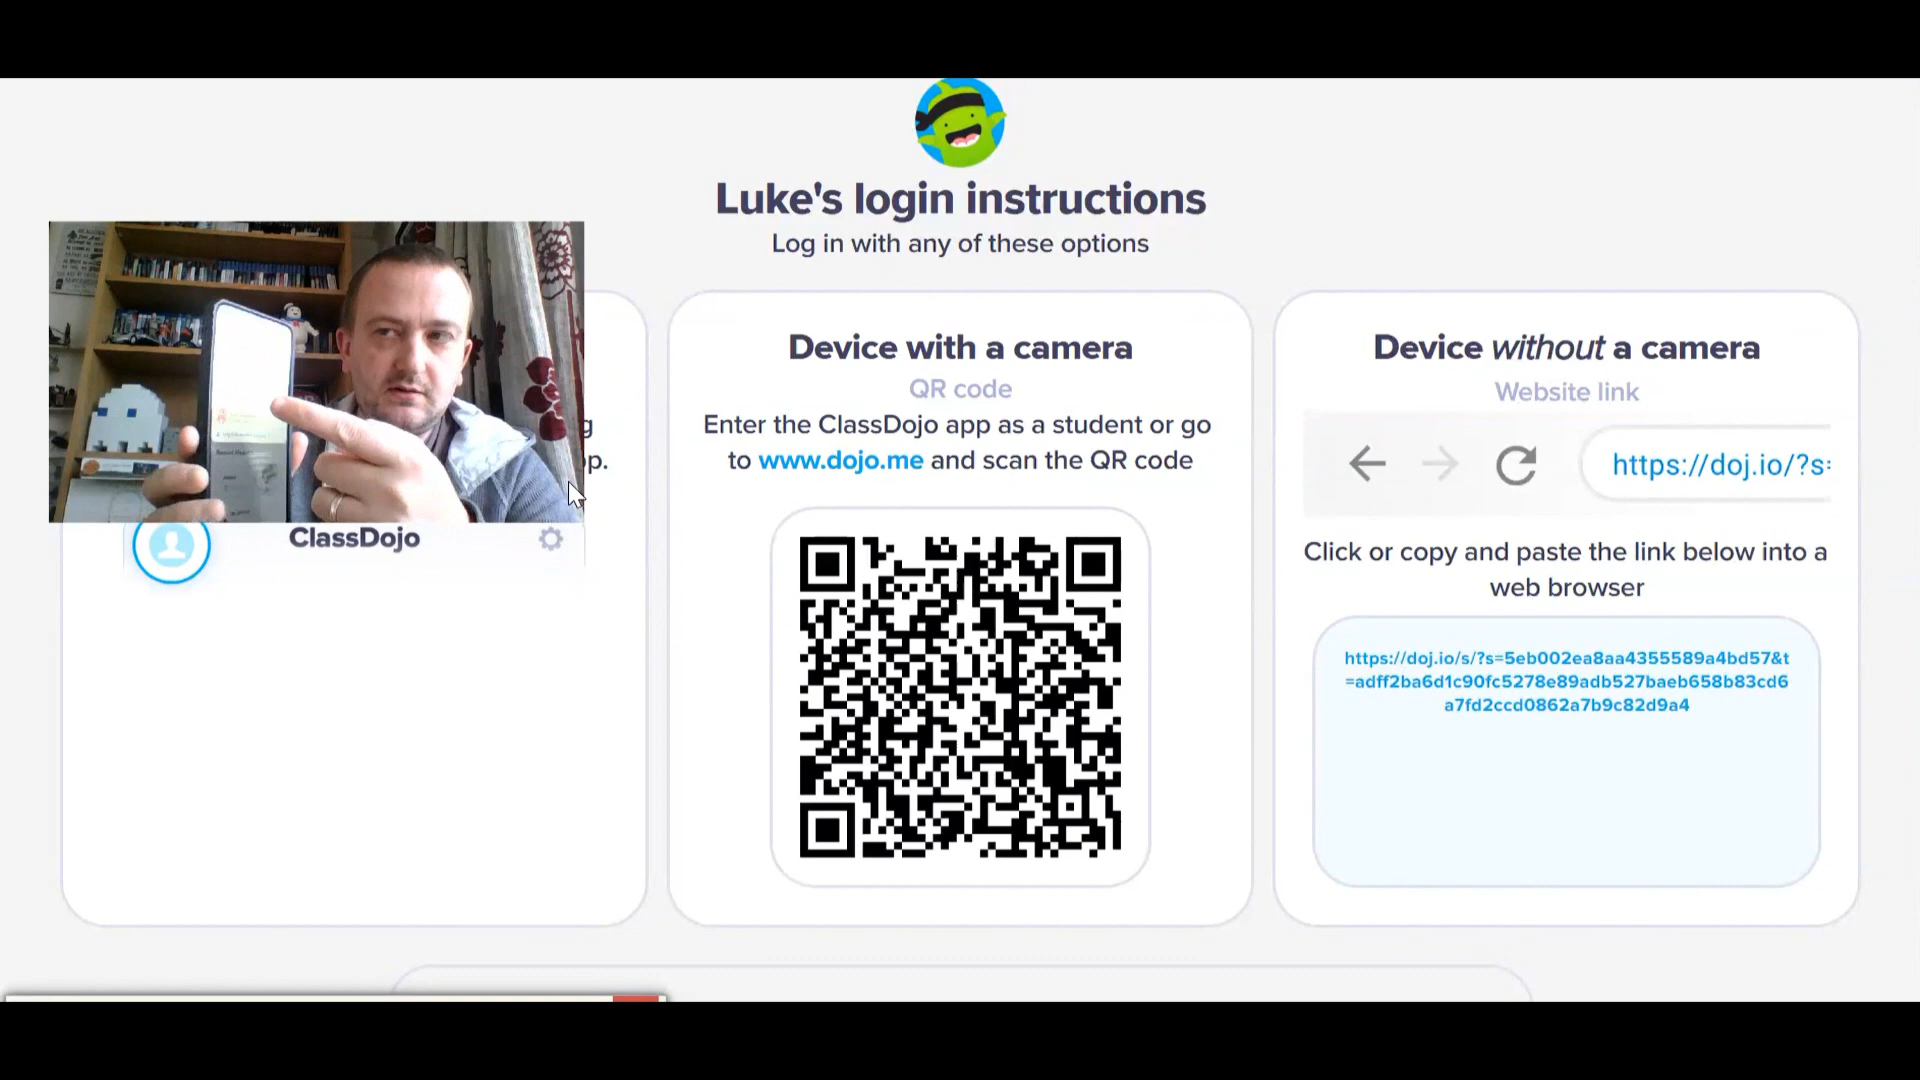 Luke's login instructions
Log in with any of these options
g
p.
ClassDojo
Device with a camera
QR code
Enter the ClassDojo app as a student or go
to www.dojo.me and scan the QR code
Device without a camera
Website link
https://doj.io/?s:
Click or copy and paste the link below into a
web browser
https://doj.io/s/?s=5eb002ea8aa4355589a4bd57&t
=adff2ba6d1c90fc5278e89adb527baeb658b83cd6
a7fd2ccd0862a7b9c82d9a4